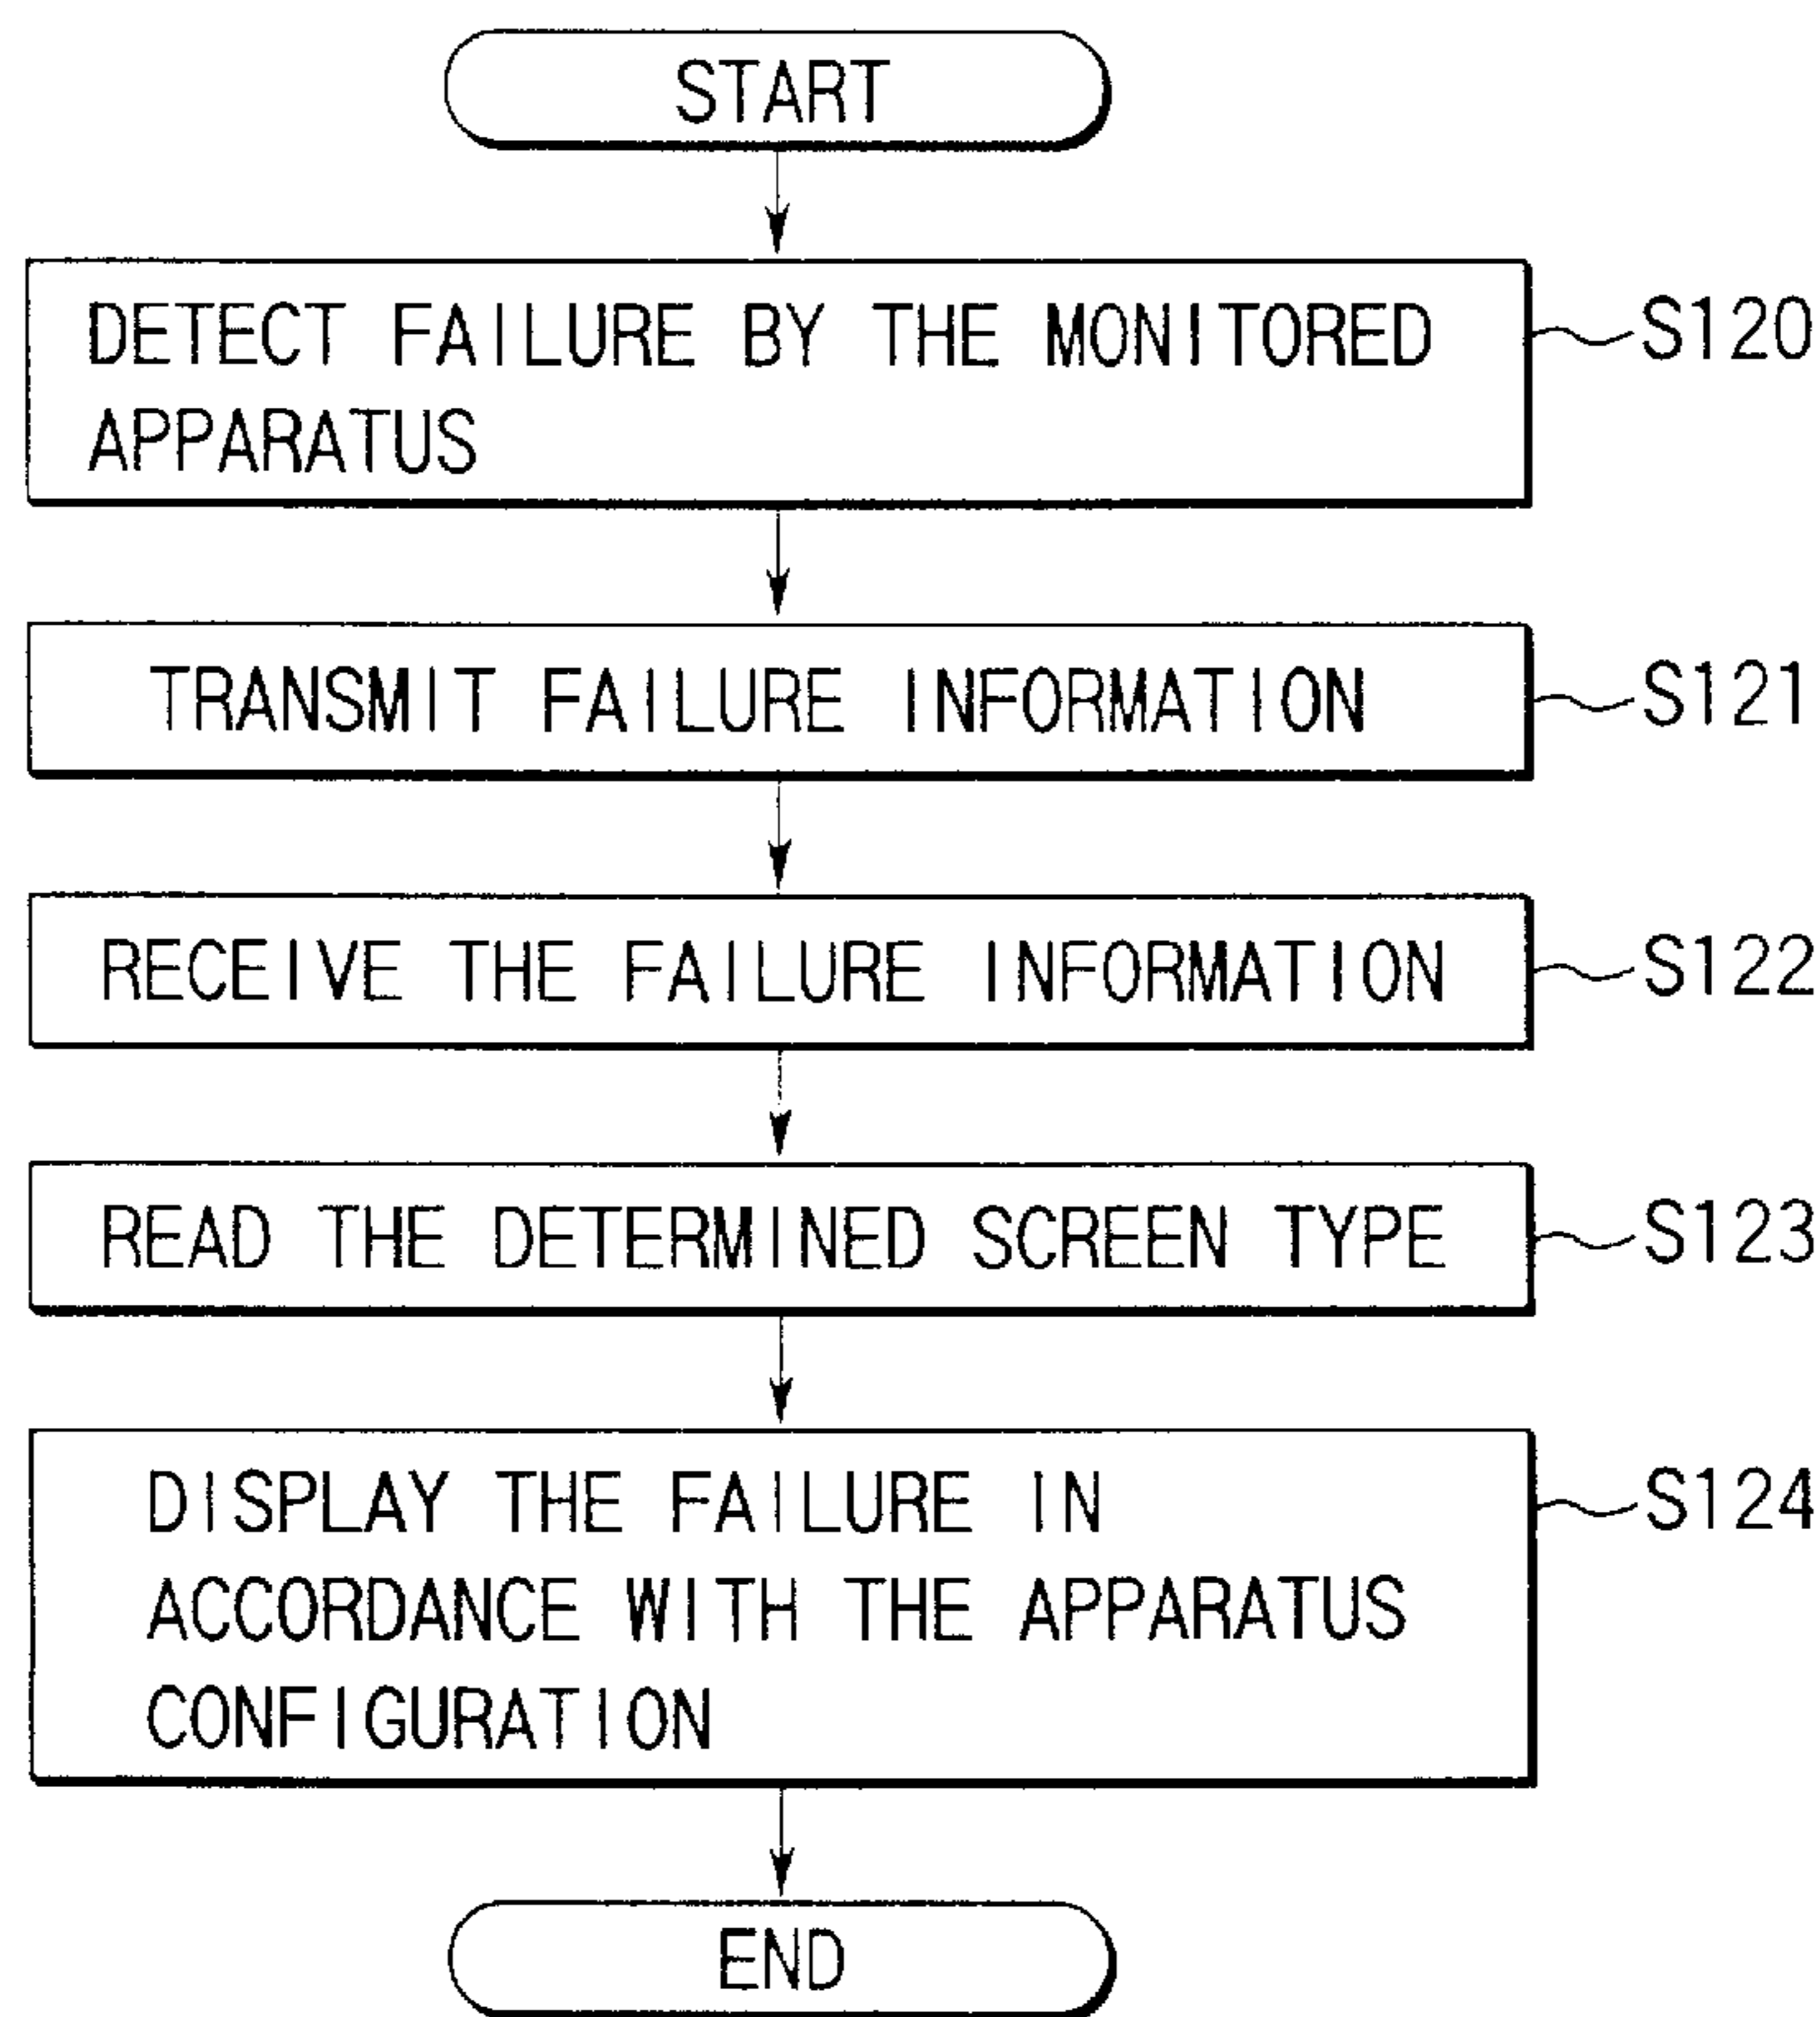 START
DETECT FAILURE BY THE MONITORED
APPARATUS
S120
TRANSMIT FAILURE INFORMATION
S121
RECEIVE THE FAILURE INFORMATION
S122
READ THE DETERMINED SCREEN TYPE
S123
DISPLAY THE FAILURE IN
ACCORDANCE WITH THE APPARATUS
CONFIGURATION
S124
END